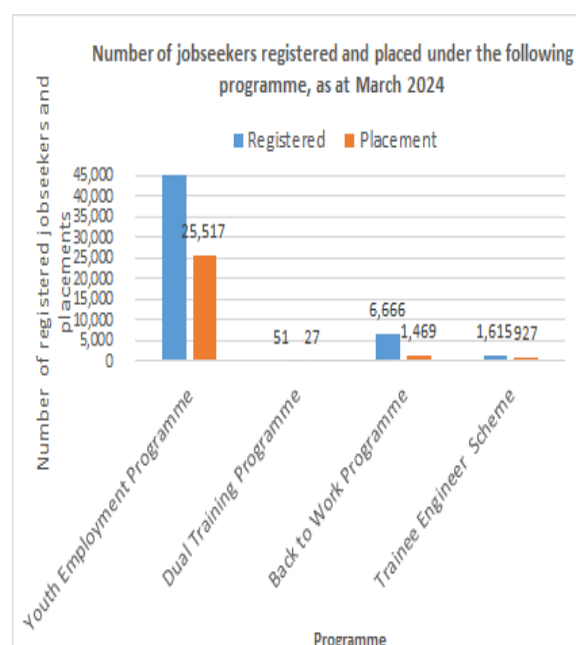 Number of jobseekers registered and placed under the following
programme, as at March 2024
Registered Placement
Number of registered jobseekers and
placements
45,000
40,000
35,000
30,000
25,000
20,000
15,000
10,000
5,000
0
25,517
51 27
6,666
1,469
1,615 927
Youth Employment Programme
Dual Training Programme
Back to Work Programme
Trainee Engineer Scheme
Programme